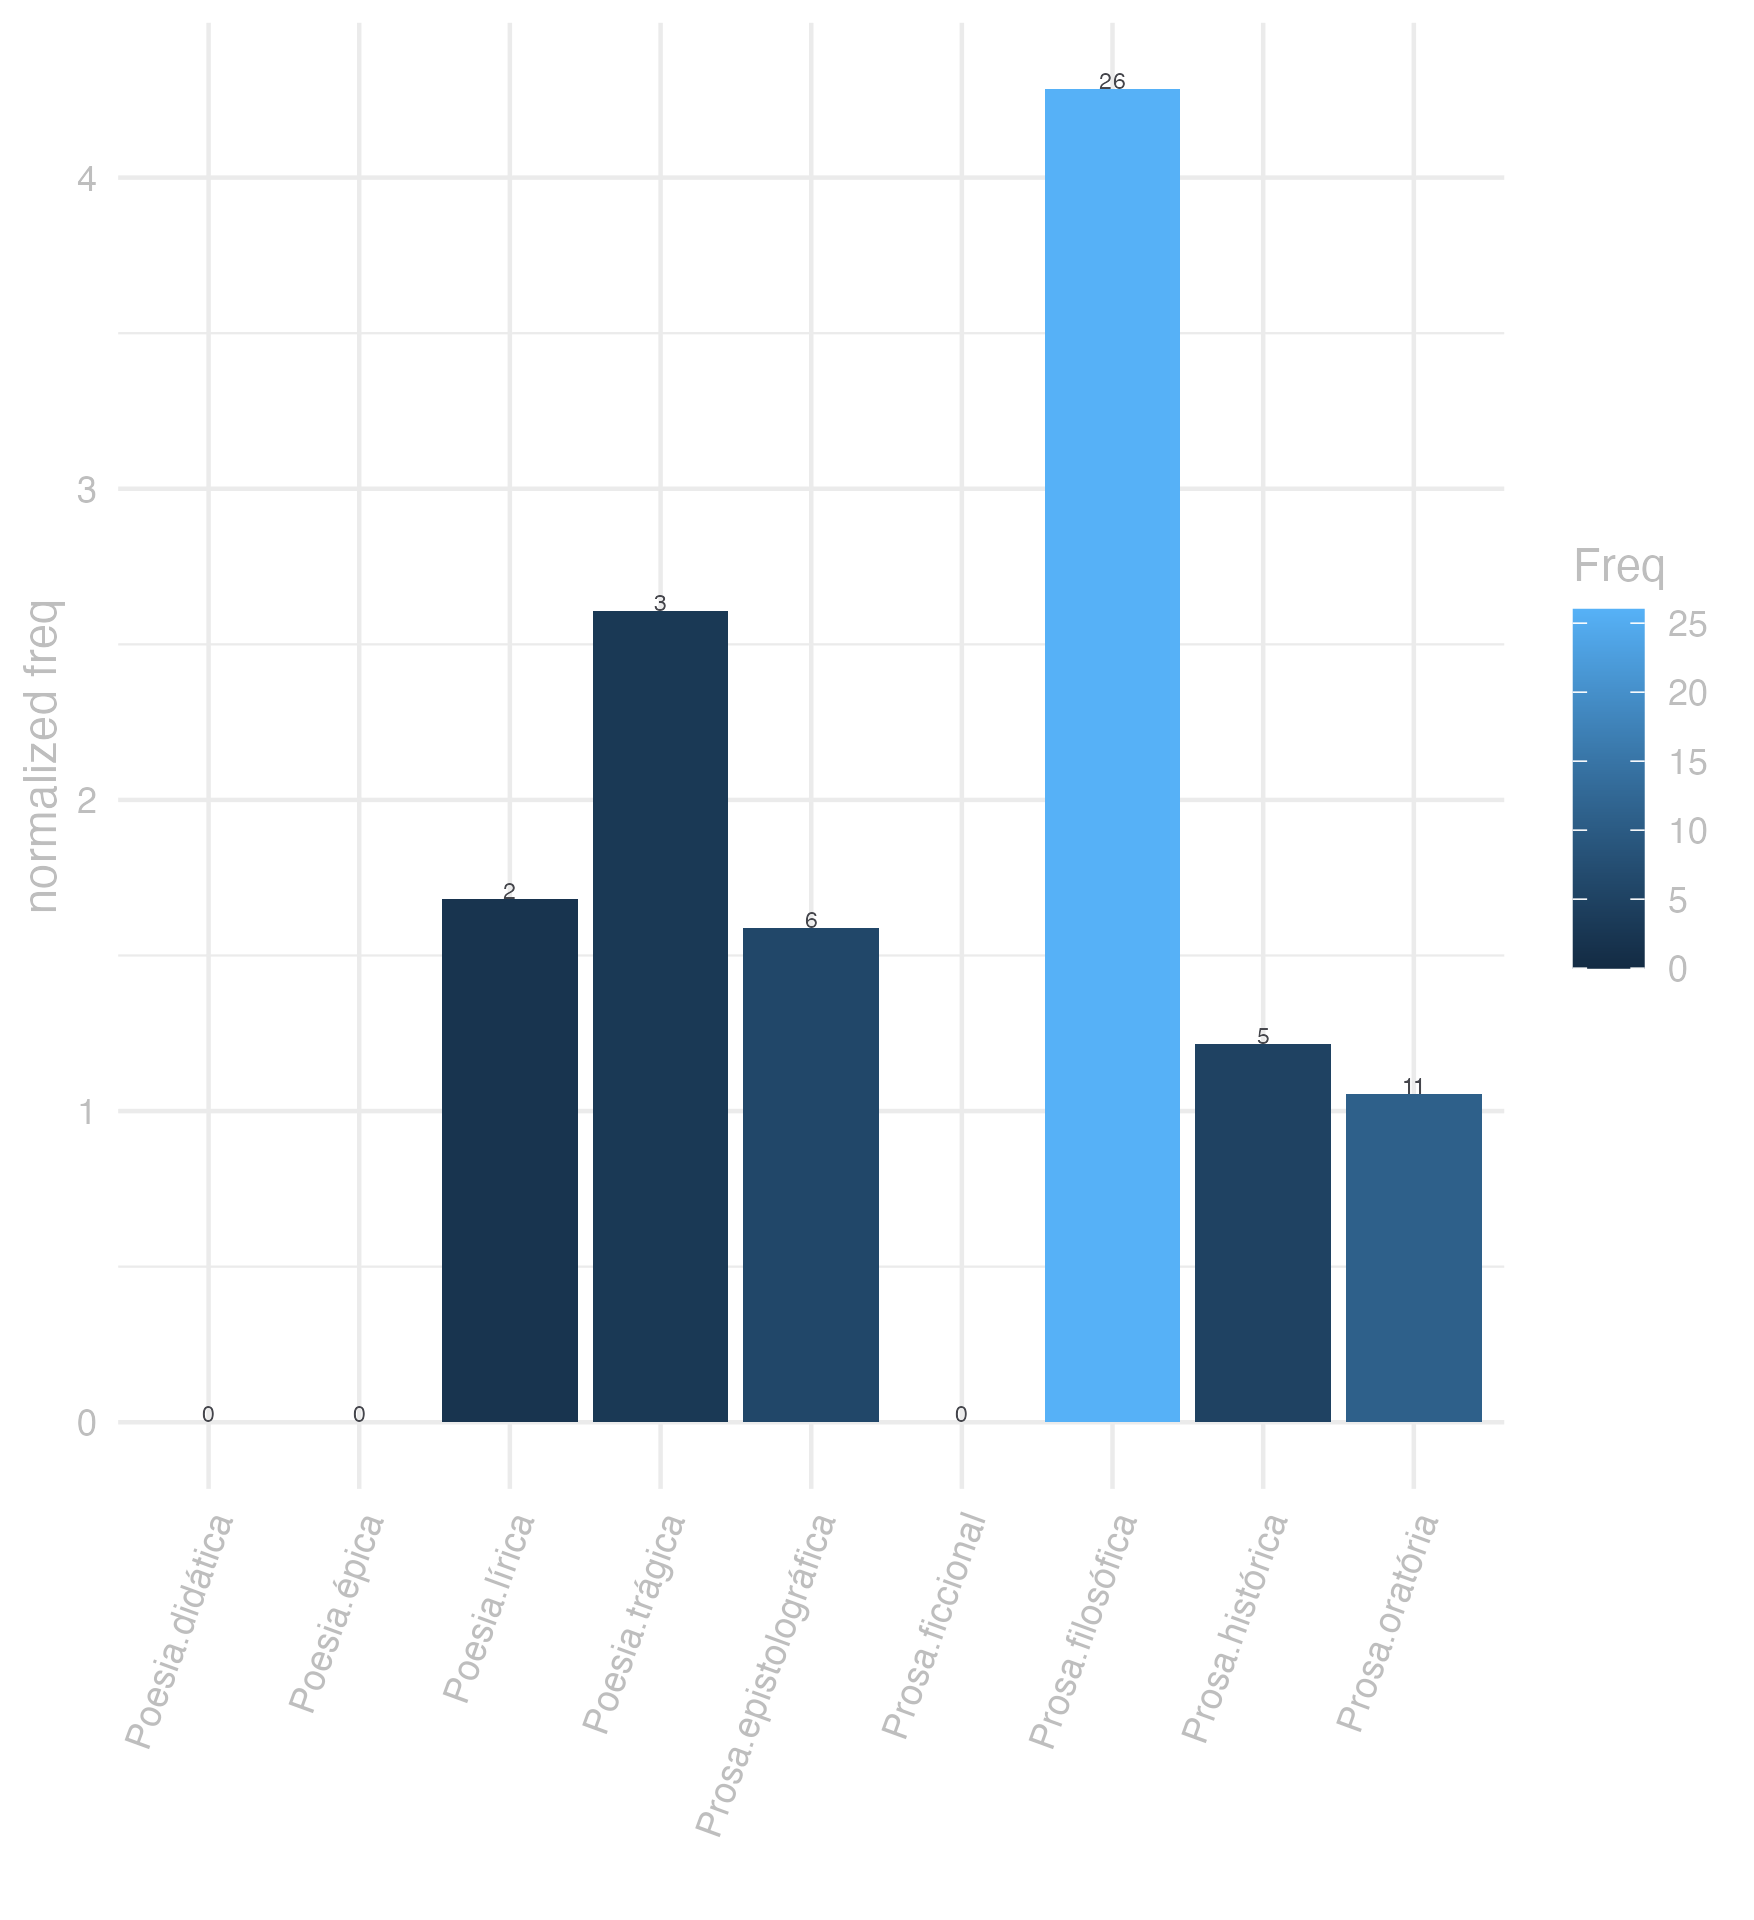 26
4
3
3
2
2
6
5
11
1
0
0
0
0
normalized freq
Poesia.didática
Poesia.épica
Poesia.lírica
Poesia.trágica
Prosa.epistolográfica
Prosa.ficcional
Prosa.filosófica
Prosa.histórica
Prosa.oratória
Freq
25
20
15
10
5
0